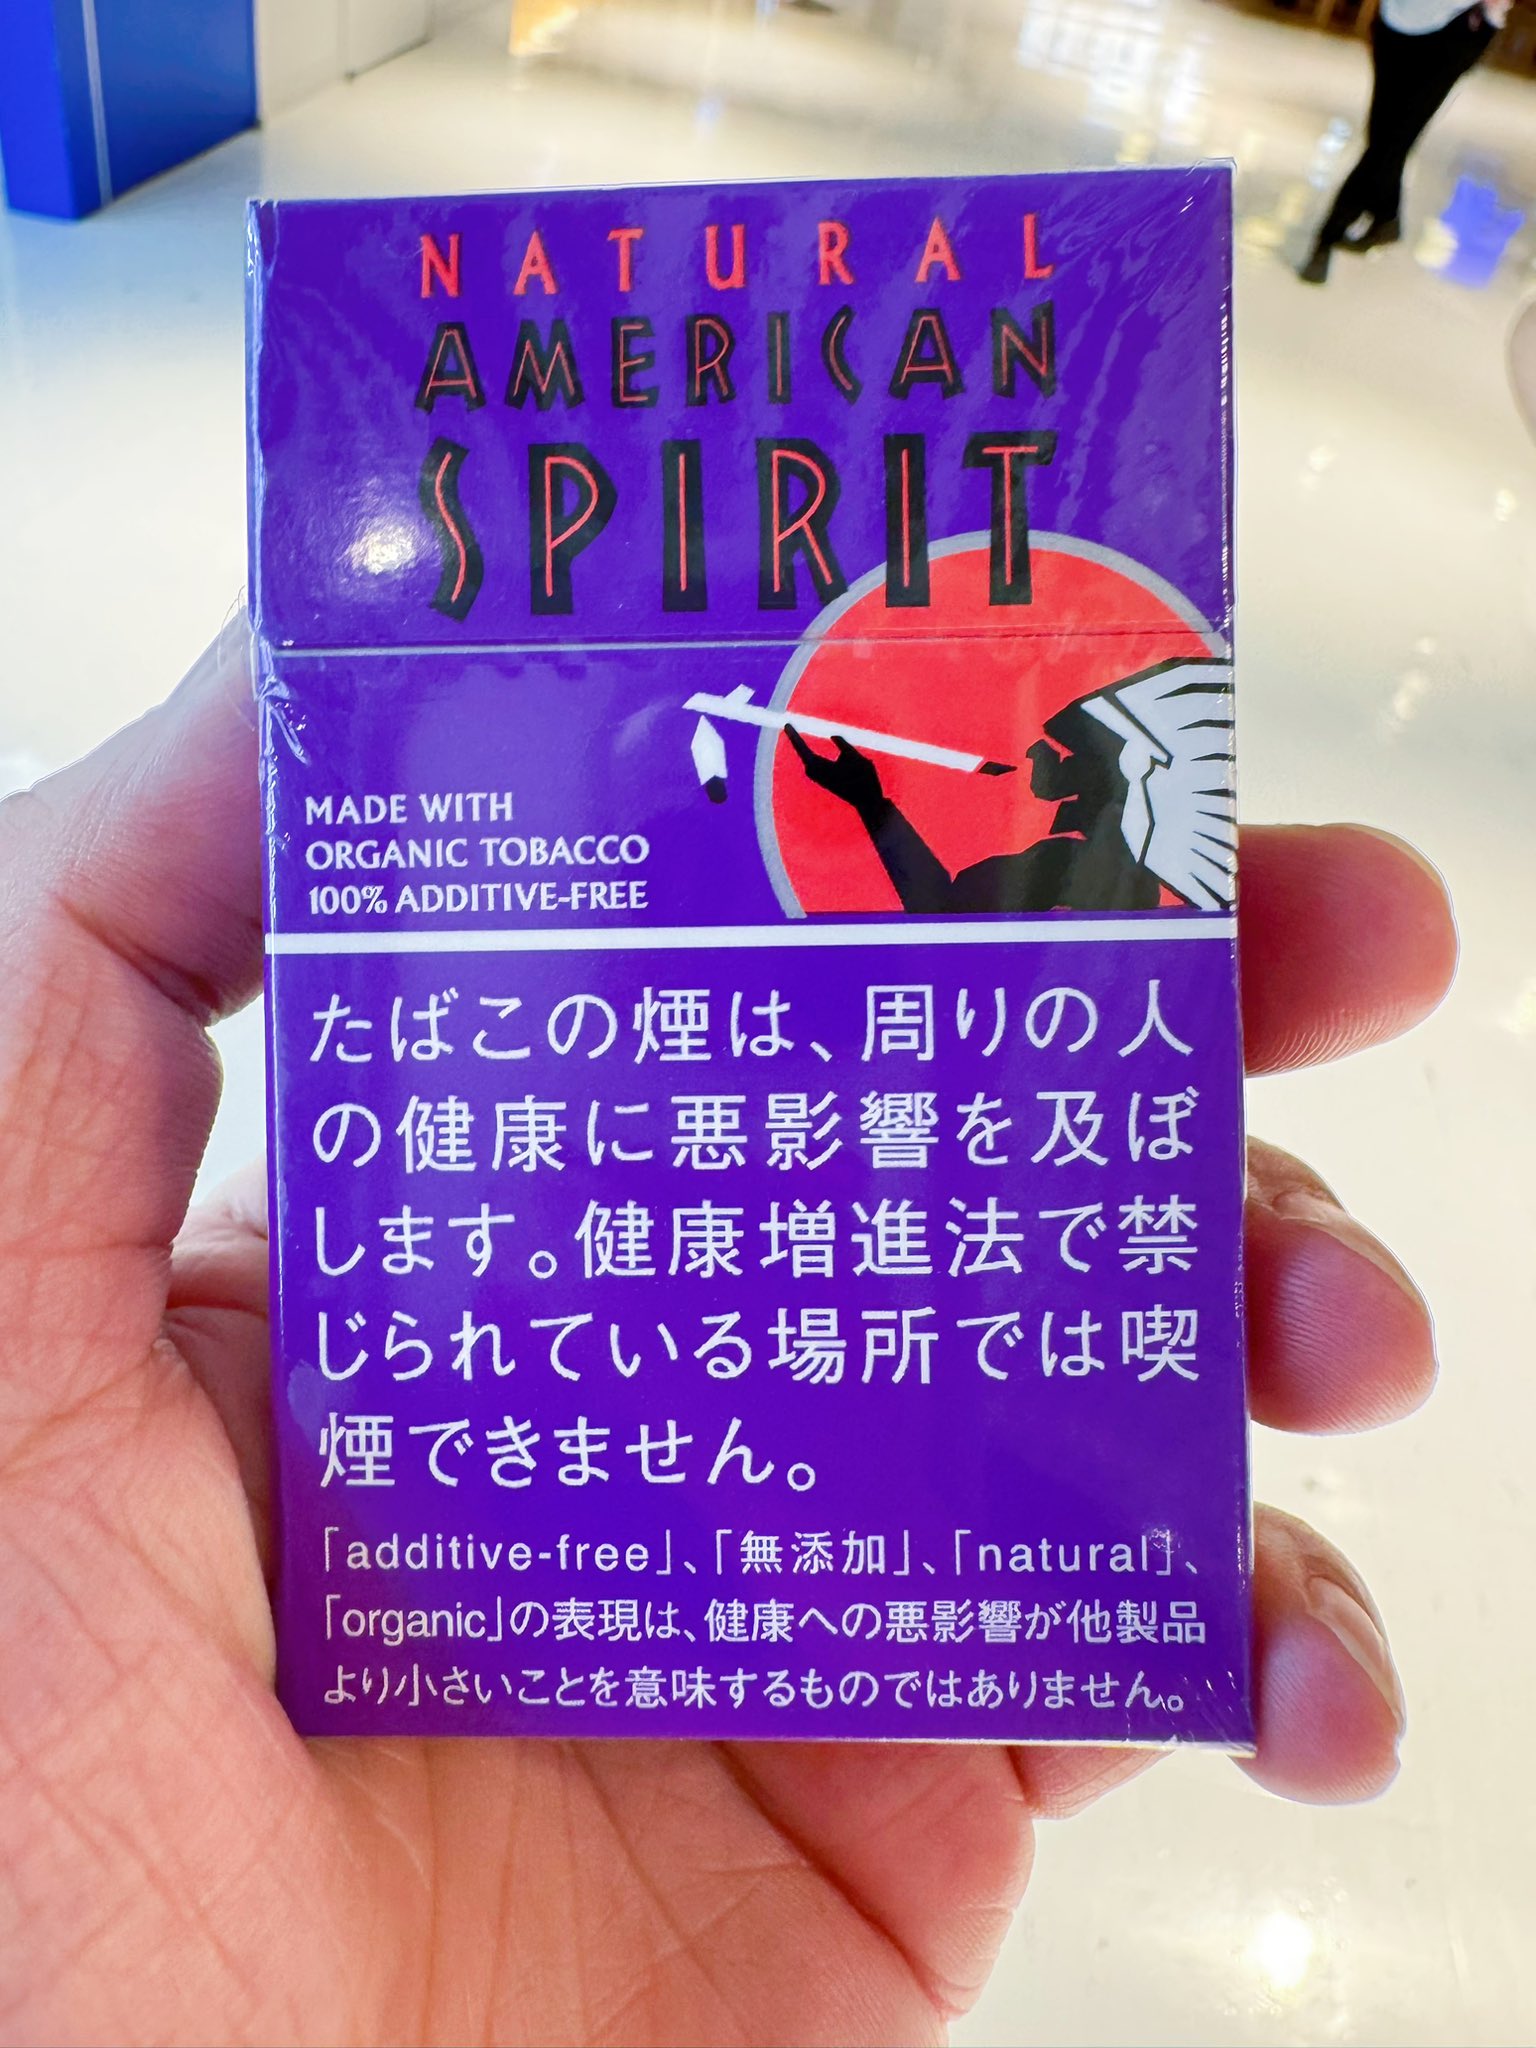 NATURAL
AMERICAN
SPIRIT
MADE WITH
ORGANIC TOBACCO
100% ADDITIVE-FREE
たばこの煙は、周りの人
の健康に悪影響を及ぼ
します。健康増進法で禁
じられている場所では喫
煙できません。
「additive-free」、「無添加」、「natural」、
「organic」の表現は、健康への悪影響が他製品
より小さいことを意味するものではありません。